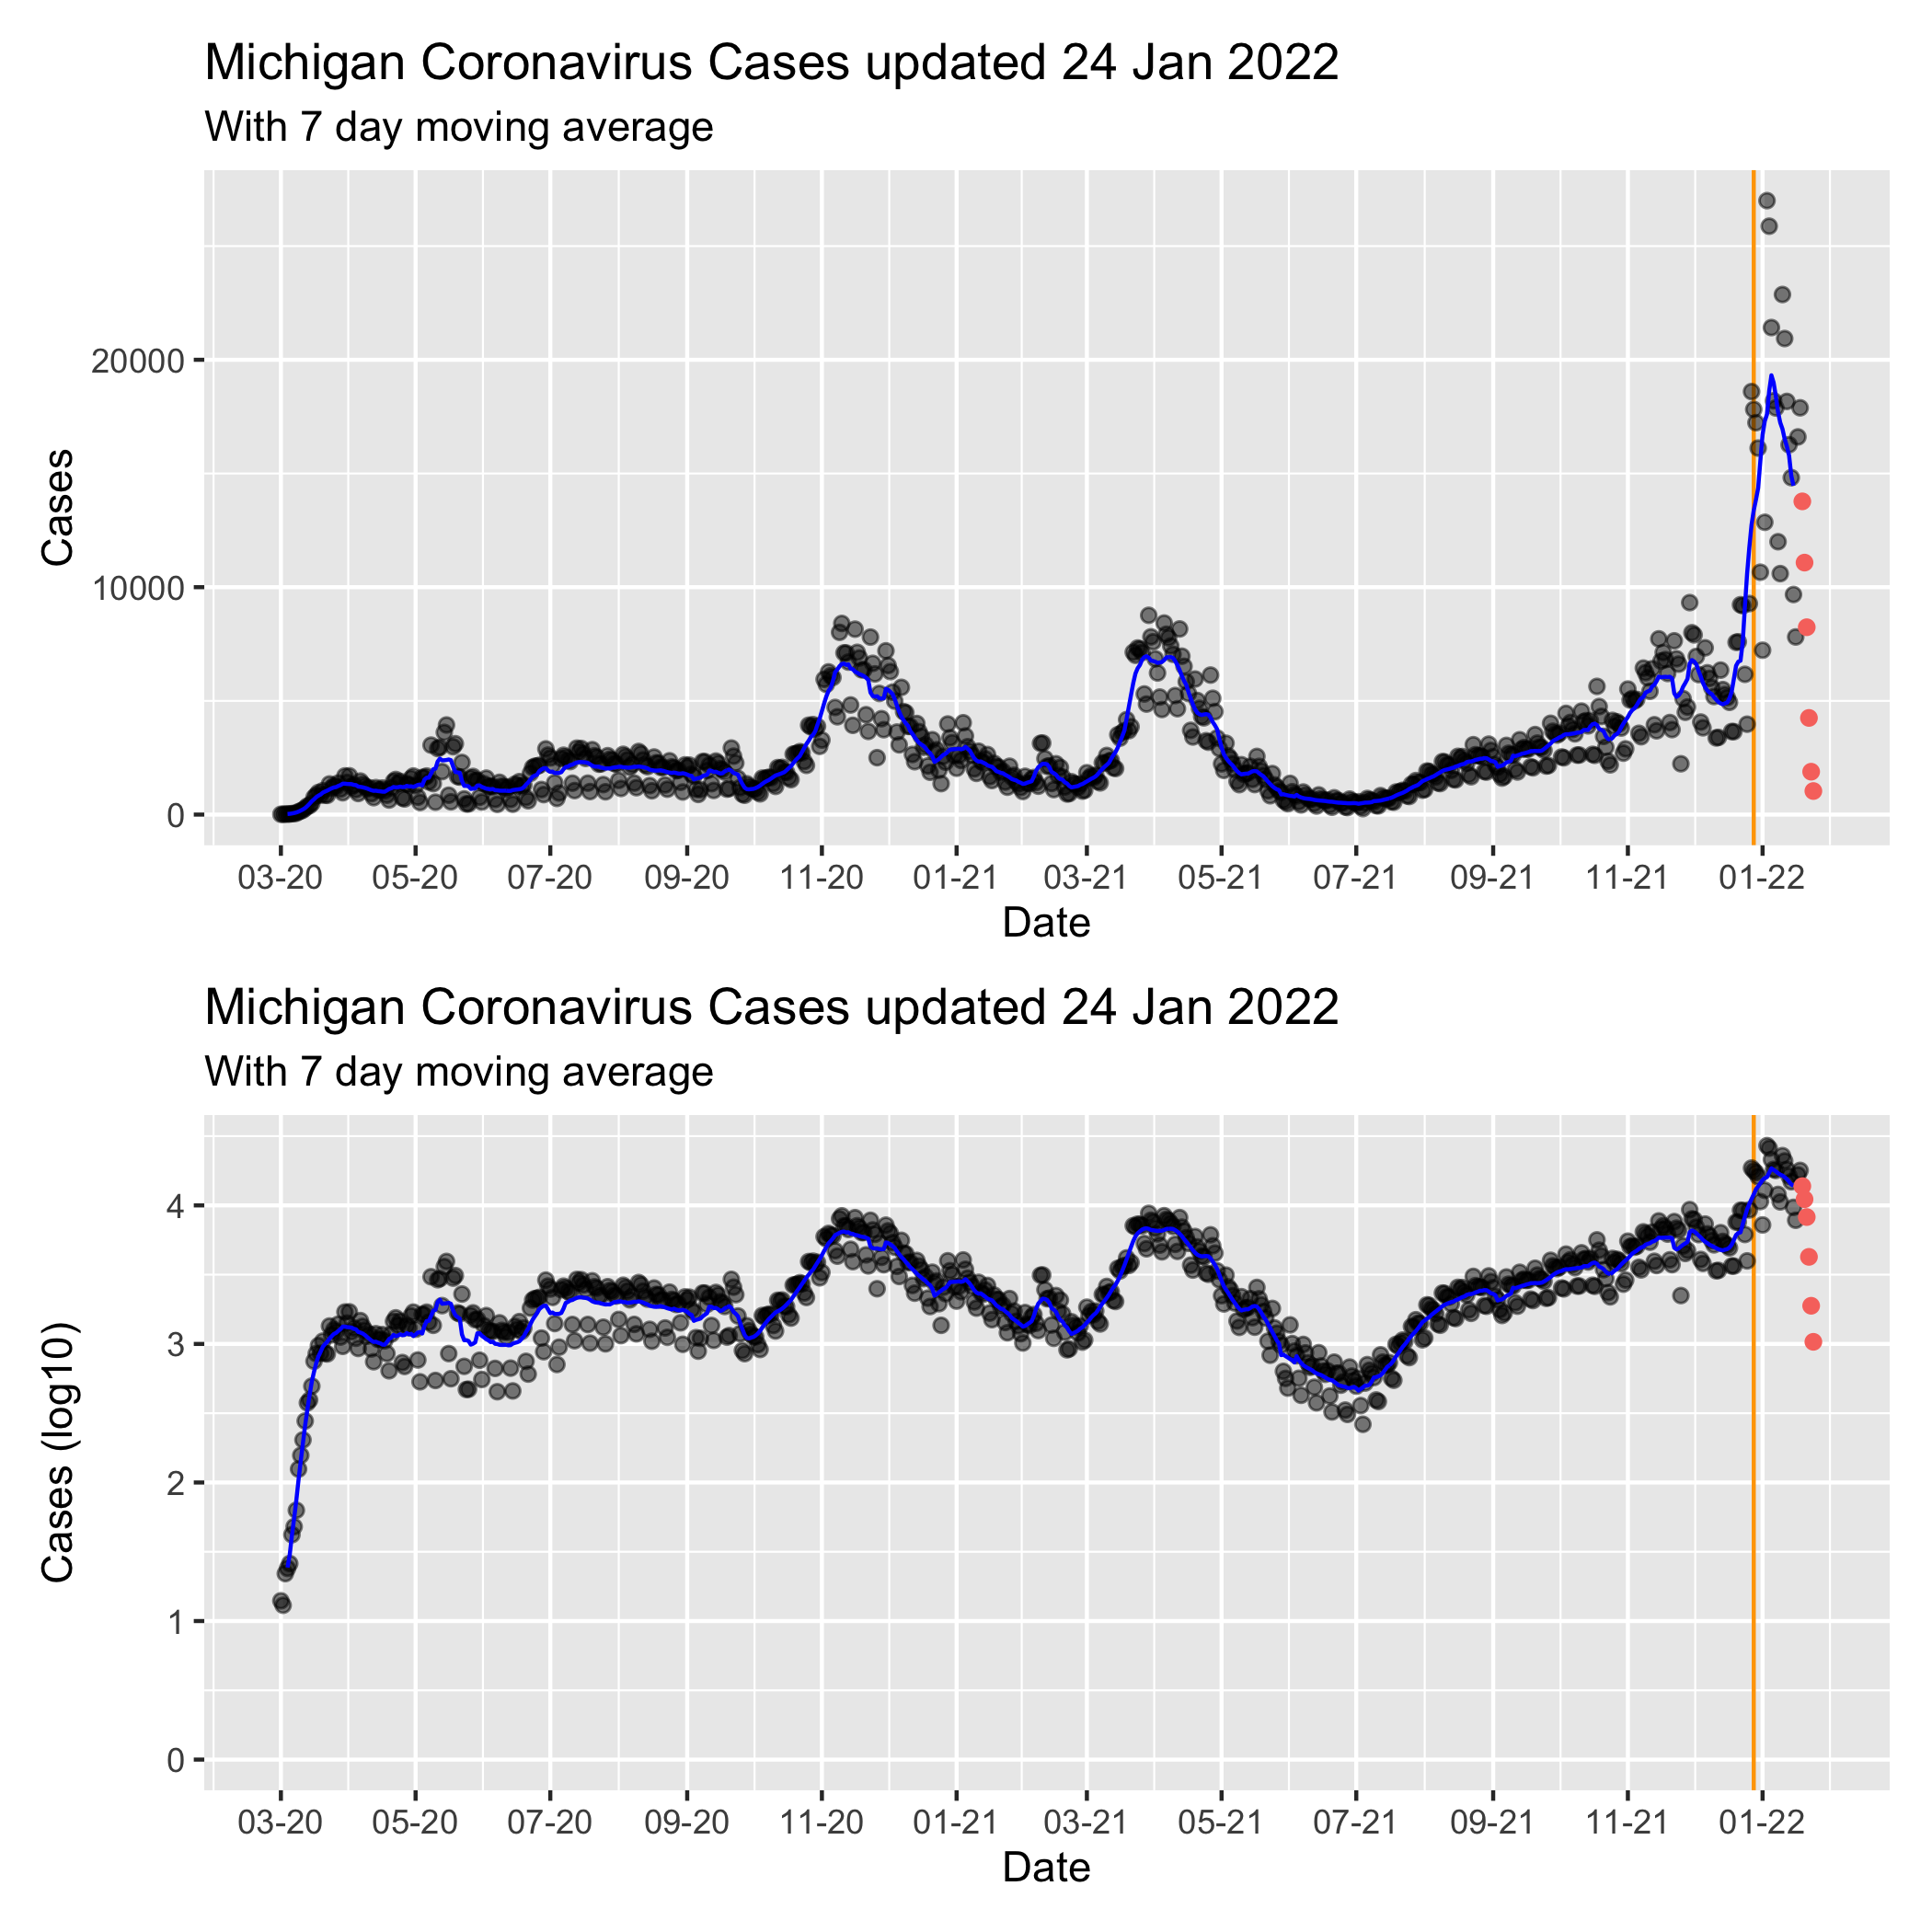 Michigan Coronavirus Cases updated 24 Jan 2022
With 7 day moving average
Cases
20000
10000
0
03-20 05-20 07-20 09-20 11-20 01-21 03-21 05-21 07-21 09-21 11-21 01-22
Date
Michigan Coronavirus Cases updated 24 Jan 2022
With 7 day moving average
Cases (log10)
4
3
2
1
0
03-20 05-20 07-20 09-20 11-20 01-21 03-21 05-21 07-21 09-21 11-21 01-22
Date